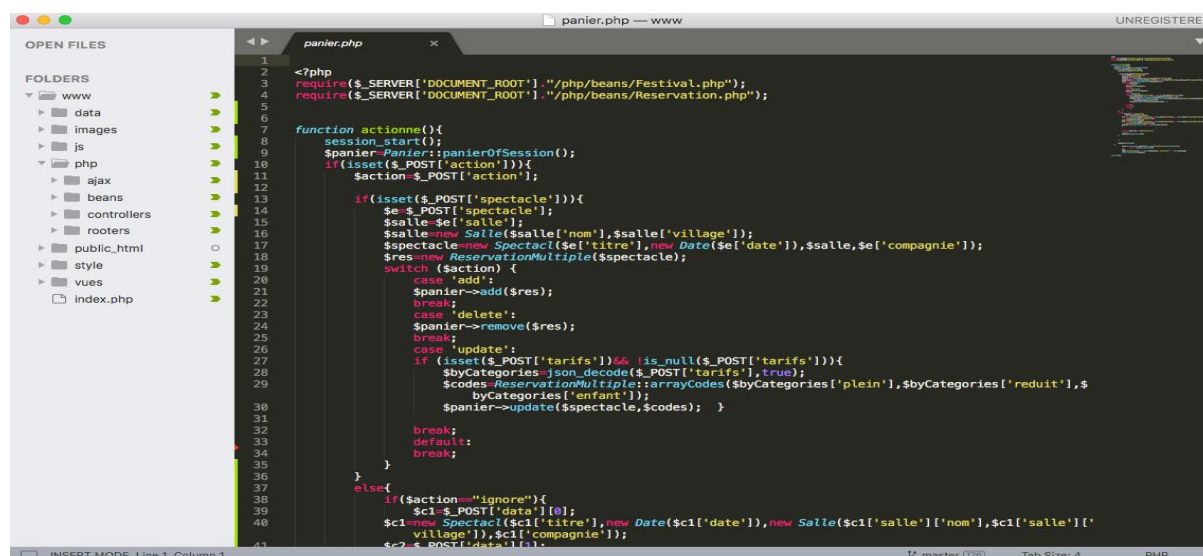 panier.php — www
UNREGISTERE
OPEN FILES
FOLDERS
www
data
images
js
php
ajax
beans
controllers
rooters
public_html
style
vues
index.php
panier.php ×
1
2 <?php
3 require($_SERVER['DOCUMENT_ROOT']."/php/beans/Festival.php");
4 require($_SERVER['DOCUMENT_ROOT']."/php/beans/Reservation.php");
5
6
7 function actionne(){
8 session_start();
9 $panier=Panier::panierOfSession();
10 if(isset($_POST['action'])){
11 $action=$_POST['action'];
12
13 if(isset($_POST['spectacle'])){
14 $e=$_POST['spectacle'];
15 $salle=$e['salle'];
16 $salle=new Salle($salle['nom'],$salle['village']);
17 $spectacle=new Spectacl($e['titre'],new Date($e['date']),$salle,$e['compagnie']);
18 $res=new ReservationMultiple($spectacle);
19 switch ($action) {
20 case 'add':
21 $panier->add($res);
22 break;
23 case 'delete':
24 $panier->remove($res);
25 break;
26 case 'update':
27 if (isset($_POST['tarifs'])&& !is_null($_POST['tarifs'])){
28 $byCategories=json_decode($_POST['tarifs'],true);
29 $codes=ReservationMultiple::arrayCodes($byCategories['plein'],$byCategories['reduit'],$
byCategories['enfant']);
30 $panier->update($spectacle,$codes); }
31
32 break;
33 default:
34 break;
35 }
36 }
37 else{
38 if($action=="ignore"){
39 $c1=$_POST['data'][0];
40 $c1=new Spectacl($c1['titre'],new Date($c1['date']),new Salle($c1['salle']['nom'],$c1['salle']['
village']),$c1['compagnie']);
41 $c2=$_POST['data'][1];
INSERT MODE, Line 1, Column 1
master
Tab Size: 4
PHP